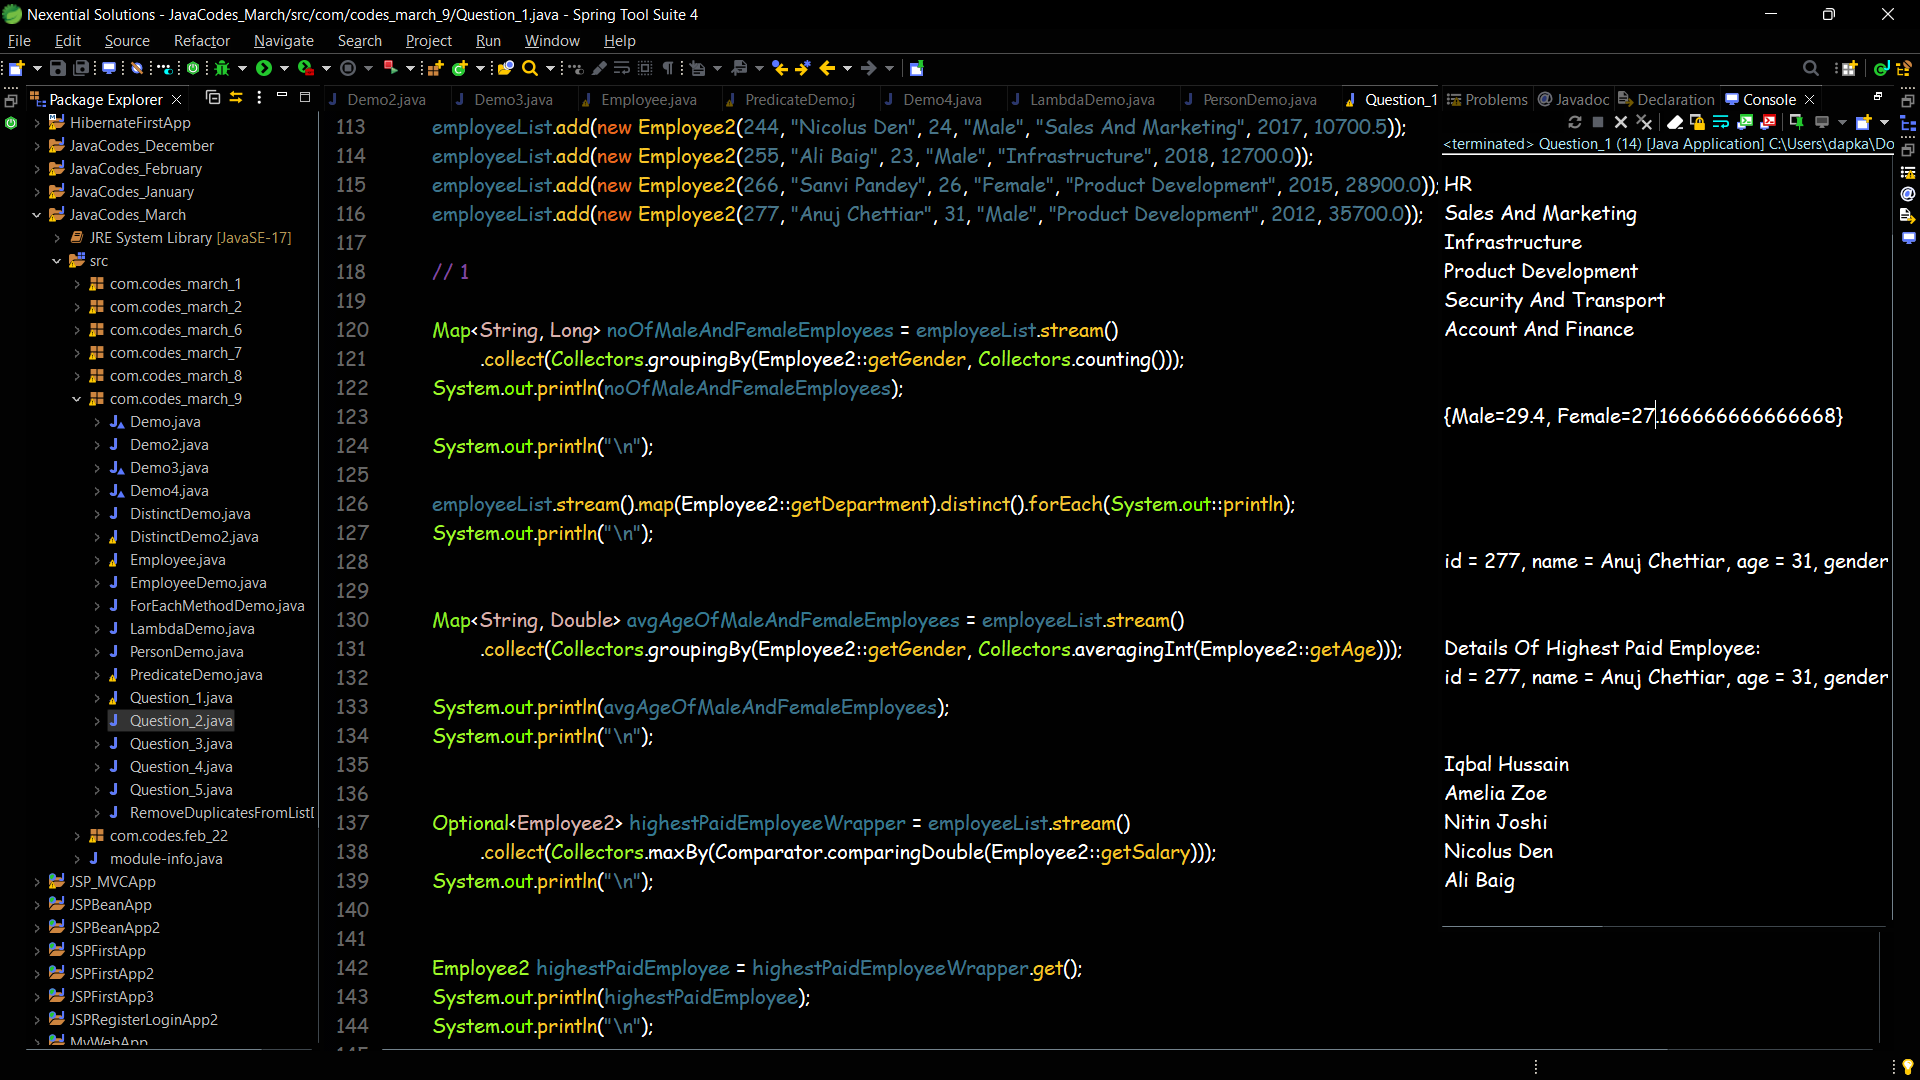 Nexential Solutions - JavaCodes_March/src/com/codes_march_9/Question_1.java - Spring Tool Suite 4
File Edit Source Refactor Navigate Search Project Run Window Help
Package Explorer
HibernateFirstApp
JavaCodes_December
JavaCodes_February
JavaCodes_January
JavaCodes_March
JRE System Library [JavaSE-17]
src
com.codes_march_1
com.codes_march_2
com.codes_march_6
com.codes_march_7
com.codes_march_8
com.codes_march_9
Demo.java
Demo2.java
Demo3.java
Demo4.java
DistinctDemo.java
DistinctDemo2.java
Employee.java
EmployeeDemo.java
ForEachMethodDemo.java
LambdaDemo.java
PersonDemo.java
PredicateDemo.java
Question_1.java
Question_2.java
Question_3.java
Question_4.java
Question_5.java
RemoveDuplicatesFromList
com.codes.feb_22
module-info.java
JSP_MVCApp
JSPBeanApp
JSPBeanApp2
JSPFirstApp
JSPFirstApp2
JSPFirstApp3
JSPRegisterLoginApp2
MyWebApp
Demo2.java Demo3.java Employee.java PredicateDemo.j Demo4.java LambdaDemo.java PersonDemo.java Question_1
113 employeeList.add(new Employee2(244, "Nicolus Den", 24, "Male", "Sales And Marketing", 2017, 10700.5));
114 employeeList.add(new Employee2(255, "Ali Baig", 23, "Male", "Infrastructure", 2018, 12700.0));
115 employeeList.add(new Employee2(266, "Sanvi Pandey", 26, "Female", "Product Development", 2015, 28900.0));
116 employeeList.add(new Employee2(277, "Anuj Chettiar", 31, "Male", "Product Development", 2012, 35700.0));
117
118 // 1
119
120 Map<String, Long> noOfMaleAndFemaleEmployees = employeeList.stream()
121 .collect(Collectors.groupingBy(Employee2::getGender, Collectors.counting()));
122 System.out.println(noOfMaleAndFemaleEmployees);
123
124 System.out.println("\n");
125
126 employeeList.stream().map(Employee2::getDepartment).distinct().forEach(System.out::println);
127 System.out.println("\n");
128
129
130 Map<String, Double> avgAgeOfMaleAndFemaleEmployees = employeeList.stream()
131 .collect(Collectors.groupingBy(Employee2::getGender, Collectors.averagingInt(Employee2::getAge)));
132
133 System.out.println(avgAgeOfMaleAndFemaleEmployees);
134 System.out.println("\n");
135
136
137 Optional<Employee2> highestPaidEmployeeWrapper = employeeList.stream()
138 .collect(Collectors.maxBy(Comparator.comparingDouble(Employee2::getSalary)));
139 System.out.println("\n");
140
141
142 Employee2 highestPaidEmployee = highestPaidEmployeeWrapper.get();
143 System.out.println(highestPaidEmployee);
144 System.out.println("\n");
Problems Javadoc Declaration Console
<terminated> Question_1 (14) [Java Application] C:\Users\dapka\Do
HR
Sales And Marketing
Infrastructure
Product Development
Security And Transport
Account And Finance
{Male=29.4, Female=27.166666666666668}
id = 277, name = Anuj Chettiar, age = 31, gender
Details Of Highest Paid Employee:
id = 277, name = Anuj Chettiar, age = 31, gender
Iqbal Hussain
Amelia Zoe
Nitin Joshi
Nicolus Den
Ali Baig